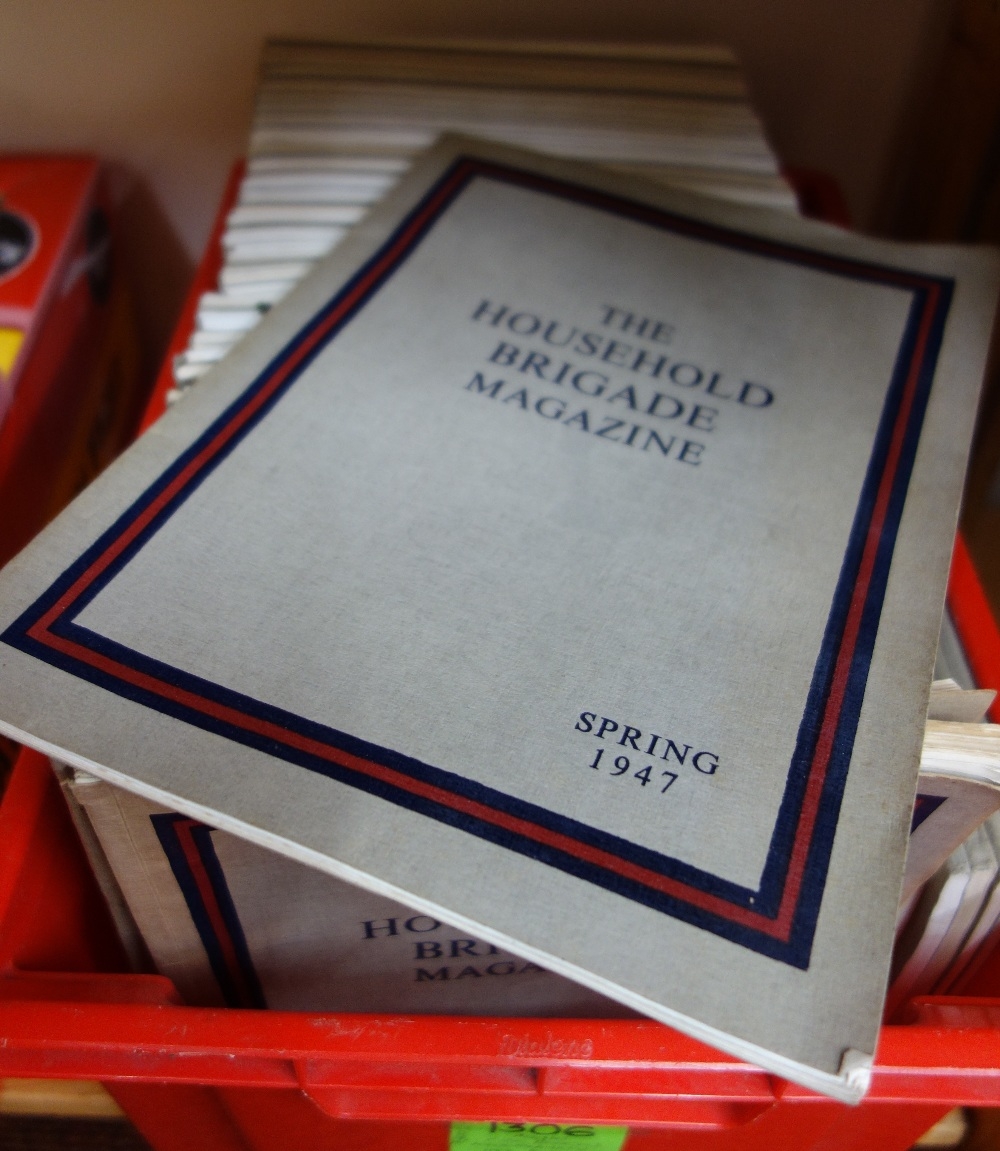 THE
HOUSEHOLD
BRIGADE
MAGAZINE
SPRING
1947
HO
BRI
MAGA
1306